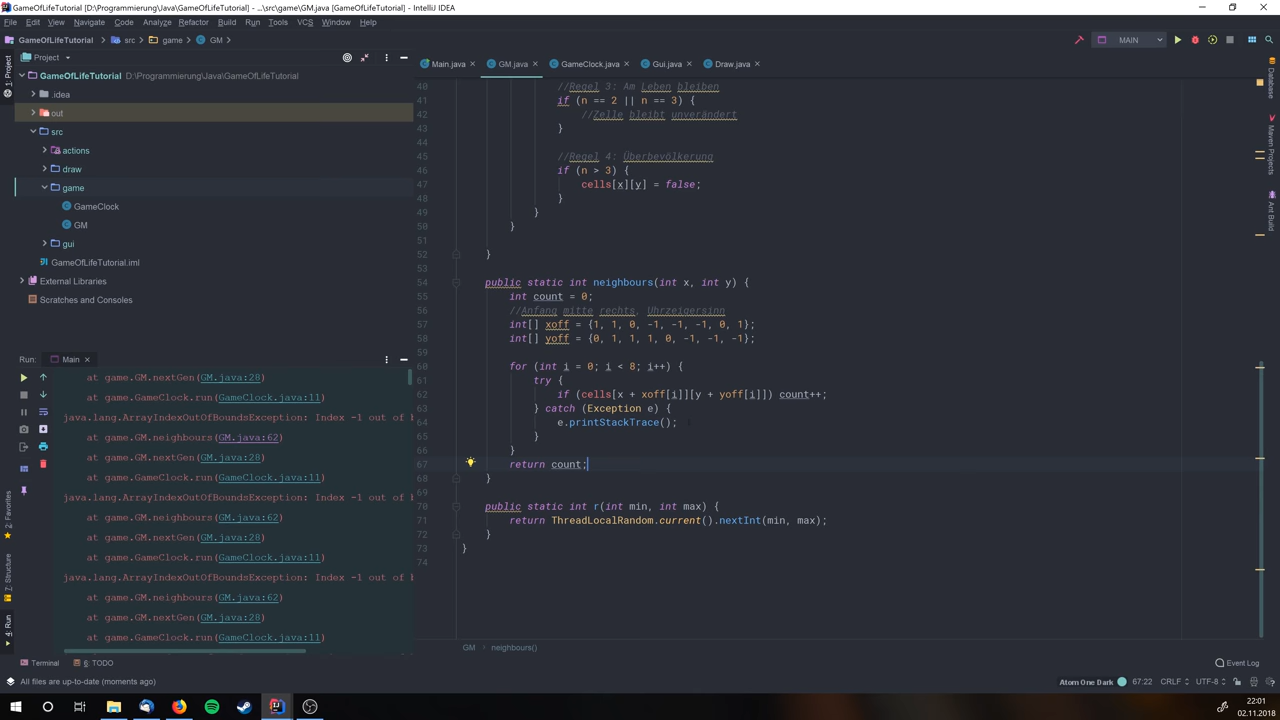 GameOfLifeTutorial [D:\Programmierung\Java\GameOfLifeTutorial] - ...\src\game\GM.java [GameOfLifeTutorial] - IntelliJ IDEA
File Edit View Navigate Code Analyze Refactor Build Run Tools VCS Window Help
GameOfLifeTutorial src game GM MAIN
Project
Main.java GM.java GameClock.java Gui.java Draw.java
1: Project
GameOfLifeTutorial D:\Programmierung\Java\GameOfLifeTutorial
.idea
out
src
actions
draw
game
GameClock
GM
gui
GameOfLifeTutorial.iml
External Libraries
Scratches and Consoles
40 //Regel 3: Am Leben bleiben
41 if (n == 2 || n == 3) {
42 //Zelle bleibt unverändert
43 }
44
45 //Regel 4: Überbevölkerung
46 if (n > 3) {
47 cells[x][y] = false;
48 }
49 }
50 }
51
52 }
53
54 public static int neighbours(int x, int y) {
55 int count = 0;
56 //Anfang mitte rechts, Uhrzeigersinn
57 int[] xoff = {1, 1, 0, -1, -1, -1, 0, 1};
58 int[] yoff = {0, 1, 1, 1, 0, -1, -1, -1};
59
60 for (int i = 0; i < 8; i++) {
61 try {
62 if (cells[x + xoff[i]][y + yoff[i]]) count++;
63 } catch (Exception e) {
64 e.printStackTrace();
65 }
66 }
67 return count;
68 }
69
70 public static int r(int min, int max) {
71 return ThreadLocalRandom.current().nextInt(min, max);
72 }
73 }
74
Database
Maven Projects
Ant Build
Run: Main
at game.GM.nextGen(GM.java:28)
at game.GameClock.run(GameClock.java:11)
java.lang.ArrayIndexOutOfBoundsException: Index -1 out of b
at game.GM.neighbours(GM.java:62)
at game.GM.nextGen(GM.java:28)
at game.GameClock.run(GameClock.java:11)
java.lang.ArrayIndexOutOfBoundsException: Index -1 out of b
at game.GM.neighbours(GM.java:62)
at game.GM.nextGen(GM.java:28)
at game.GameClock.run(GameClock.java:11)
java.lang.ArrayIndexOutOfBoundsException: Index -1 out of b
at game.GM.neighbours(GM.java:62)
at game.GM.nextGen(GM.java:28)
at game.GameClock.run(GameClock.java:11)
2: Favorites
7: Structure
4: Run
GM neighbours()
Terminal 6: TODO Event Log
All files are up-to-date (moments ago) Atom One Dark 67:22 CRLF UTF-8
22:01
02.11.2018